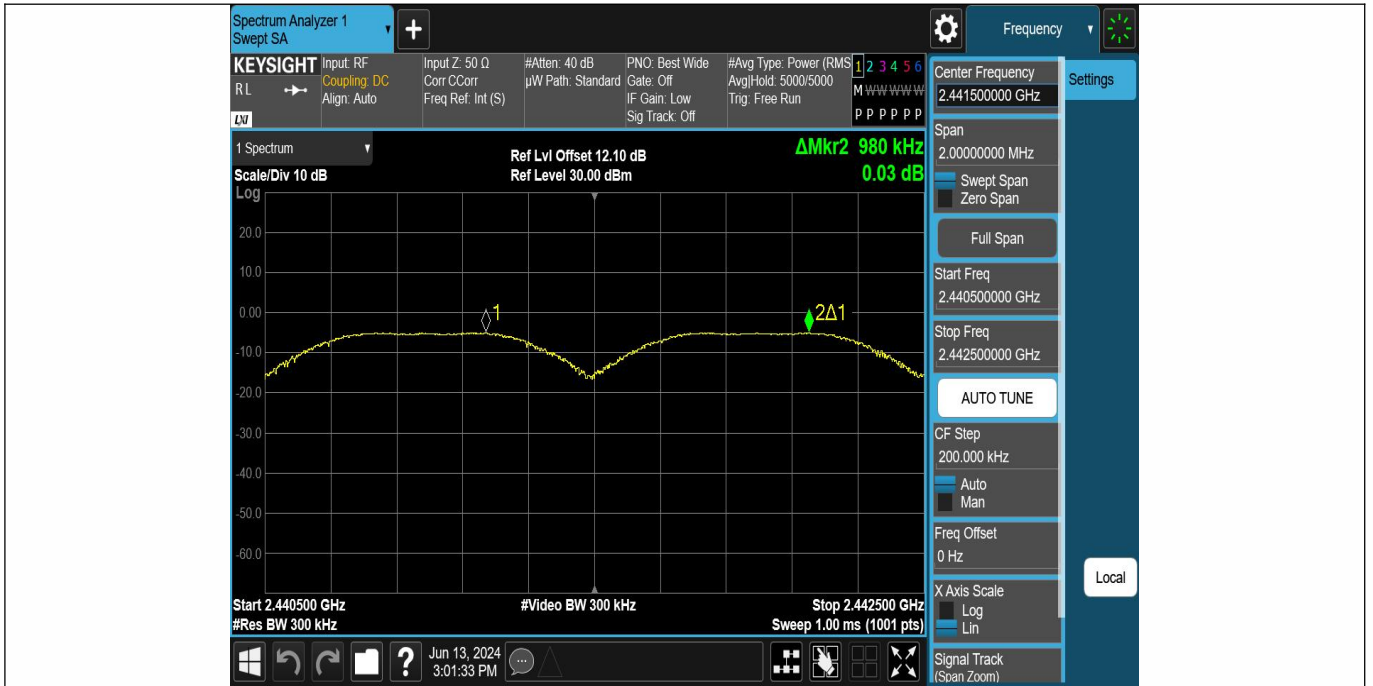 Spectrum Analyzer 1
Swept SA
+
Frequency
KEYSIGHT
R L
LXI
Input: RF
Coupling: DC
Align: Auto
Input Z: 50 Ω
Corr CCorr
Freq Ref: Int (S)
#Atten: 40 dB
µW Path: Standard
PNO: Best Wide
Gate: Off
IF Gain: Low
Sig Track: Off
#Avg Type: Power (RMS
Avg|Hold: 5000/5000
Trig: Free Run
1 2 3 4 5 6
M W W W W W
P P P P P P
1 Spectrum
Scale/Div 10 dB
Ref Lvl Offset 12.10 dB
Ref Level 30.00 dBm
ΔMkr2 980 kHz
0.03 dB
Log
20.0
10.0
0.00
-10.0
-20.0
-30.0
-40.0
-50.0
-60.0
1
2Δ1
Start 2.440500 GHz
#Res BW 300 kHz
#Video BW 300 kHz
Stop 2.442500 GHz
Sweep 1.00 ms (1001 pts)
Center Frequency
2.441500000 GHz
Settings
Span
2.00000000 MHz
Swept Span
Zero Span
Full Span
Start Freq
2.440500000 GHz
Stop Freq
2.442500000 GHz
AUTO TUNE
CF Step
200.000 kHz
Auto
Man
Freq Offset
0 Hz
X Axis Scale
Log
Lin
Signal Track
(Span Zoom)
Local
?
Jun 13, 2024
3:01:33 PM